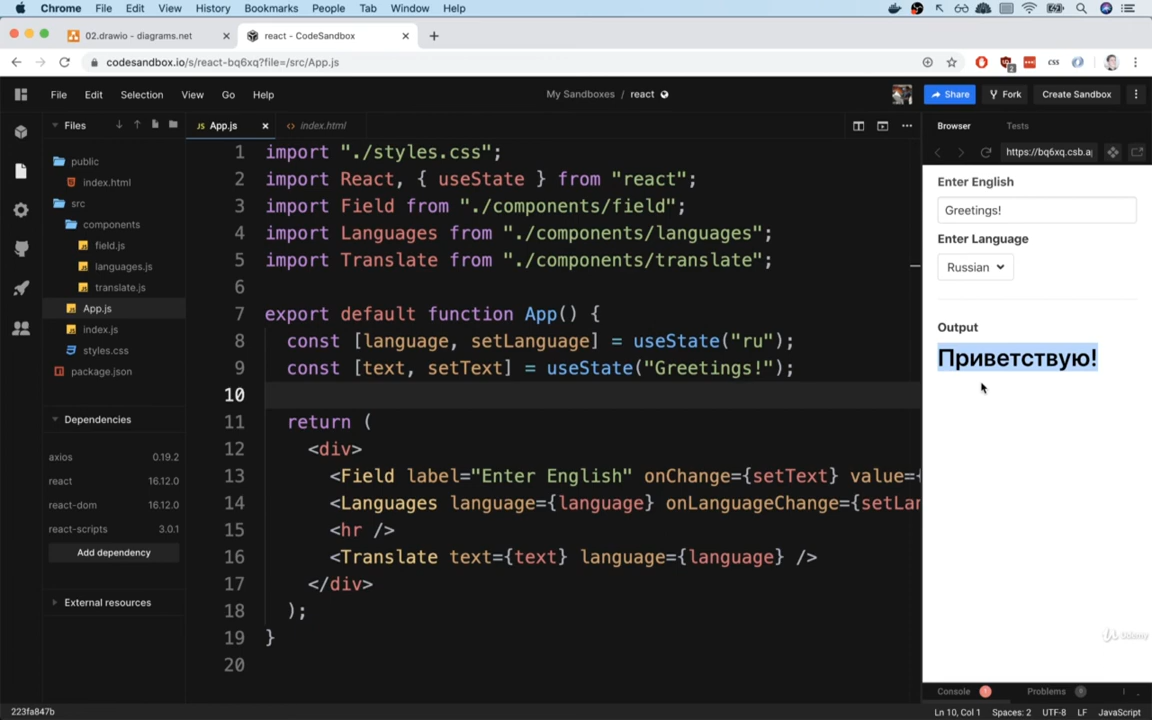 Chrome File Edit View History Bookmarks People Tab Window Help
02.drawio - diagrams.net
react - CodeSandbox
codesandbox.io/s/react-bq6xq?file=/src/App.js
css
2
File Edit Selection View Go Help
My Sandboxes / react
Share
Fork
Create Sandbox
Files
App.js
index.html
Browser
Tests
https://bq6xq.csb.a
public
index.html
src
components
field.js
languages.js
translate.js
App.js
index.js
styles.css
package.json
Dependencies
axios 0.19.2
react 16.12.0
react-dom 16.12.0
react-scripts 3.0.1
Add dependency
External resources
1 import "./styles.css";
2 import React, { useState } from "react";
3 import Field from "./components/field";
4 import Languages from "./components/languages";
5 import Translate from "./components/translate";
6
7 export default function App() {
8 const [language, setLanguage] = useState("ru");
9 const [text, setText] = useState("Greetings!");
10
11 return (
12 <div>
13 <Field label="Enter English" onChange={setText} value={
14 <Languages language={language} onLanguageChange={setLan
15 <hr />
16 <Translate text={text} language={language} />
17 </div>
18 );
19 }
20
Enter English
Greetings!
Enter Language
Russian
Output
Приветствую!
Udemy
Console
Problems
223fa847b
Ln 10, Col 1 Spaces: 2 UTF-8 LF JavaScript